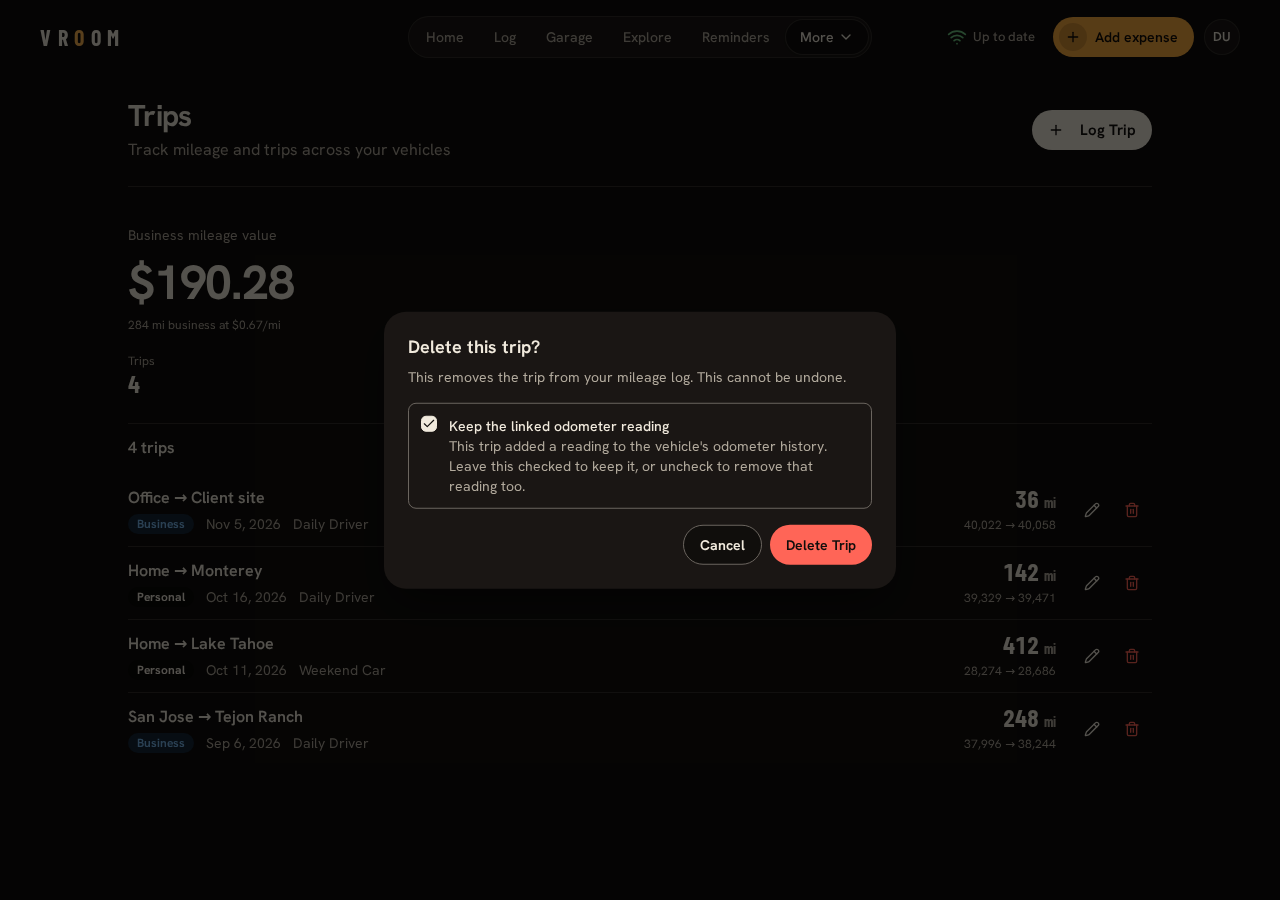 VROOM
Home Log Garage Explore Reminders More
Up to date
Add expense
DU
Trips
Track mileage and trips across your vehicles
Log Trip
Business mileage value
$190.28
284 mi business at $0.67/mi
Trips
4
Delete this trip?
This removes the trip from your mileage log. This cannot be undone.
Keep the linked odometer reading
This trip added a reading to the vehicle's odometer history.
Leave this checked to keep it, or uncheck to remove that
reading too.
Cancel Delete Trip
4 trips
Office → Client site
Business Nov 5, 2026 Daily Driver
36 mi
40,022 → 40,058
Home → Monterey
Personal Oct 16, 2026 Daily Driver
142 mi
39,329 → 39,471
Home → Lake Tahoe
Personal Oct 11, 2026 Weekend Car
412 mi
28,274 → 28,686
San Jose → Tejon Ranch
Business Sep 6, 2026 Daily Driver
248 mi
37,996 → 38,244